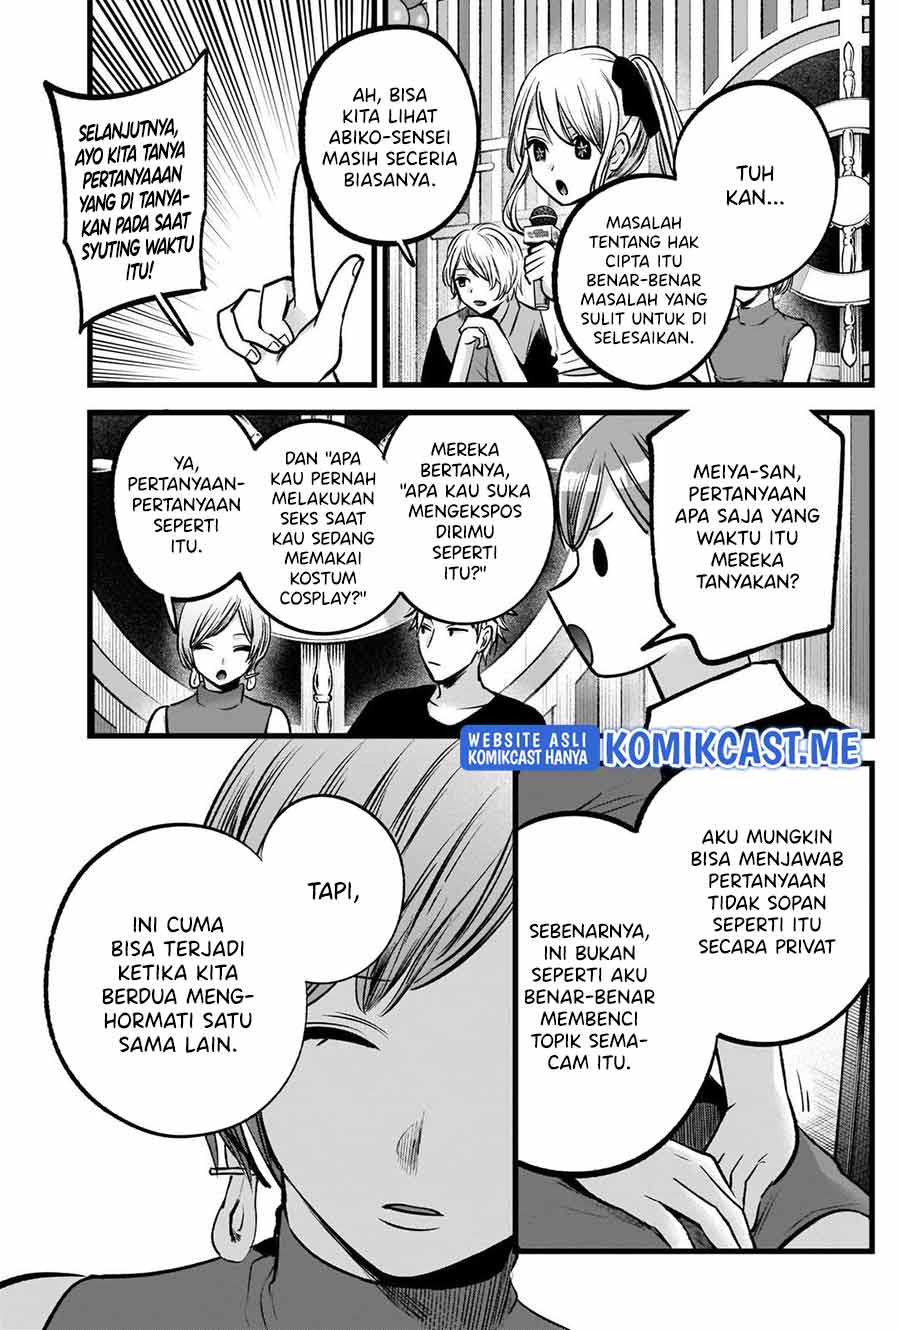 TUH
KAN...
MASALAH
TENTANG HAK
CIPTA ITU
BENAR-BENAR
MASALAH YANG
SULIT UNTUK DI
SELESAIKAN.
AH, BISA
KITA LIHAT
ABIKO-SENSEI
MASIH SECERIA
BIASANYA.
SELANJUTNYA,
AYO KITA TANYA
PERTANYAAAN
YANG DI TANYA-
KAN PADA SAAT
SYUTING WAKTU
ITU!
MEIYA-SAN,
PERTANYAAN
APA SAJA YANG
WAKTU ITU
MEREKA
TANYAKAN?
MEREKA
BERTANYA,
"APA KAU SUKA
MENGEKSPOS
DIRIMU
SEPERTI
ITU?"
DAN "APA
KAU PERNAH
MELAKUKAN
SEKS SAAT
KAU SEDANG
MEMAKAI
KOSTUM
COSPLAY?"
YA,
PERTANYAAN-
PERTANYAAN
SEPERTI
ITU.
WEBSITE ASLI
KOMIKCAST HANYA
KOMIKCAST.ME
AKU MUNGKIN
BISA MENJAWAB
PERTANYAAN
TIDAK SOPAN
SEPERTI ITU
SECARA PRIVAT
SEBENARNYA,
INI BUKAN
SEPERTI AKU
BENAR-BENAR
MEMBENCI
TOPIK SEMA-
CAM ITU.
TAPI,
INI CUMA
BISA TERJADI
KETIKA KITA
BERDUA MENG-
HORMATI SATU
SAMA LAIN.